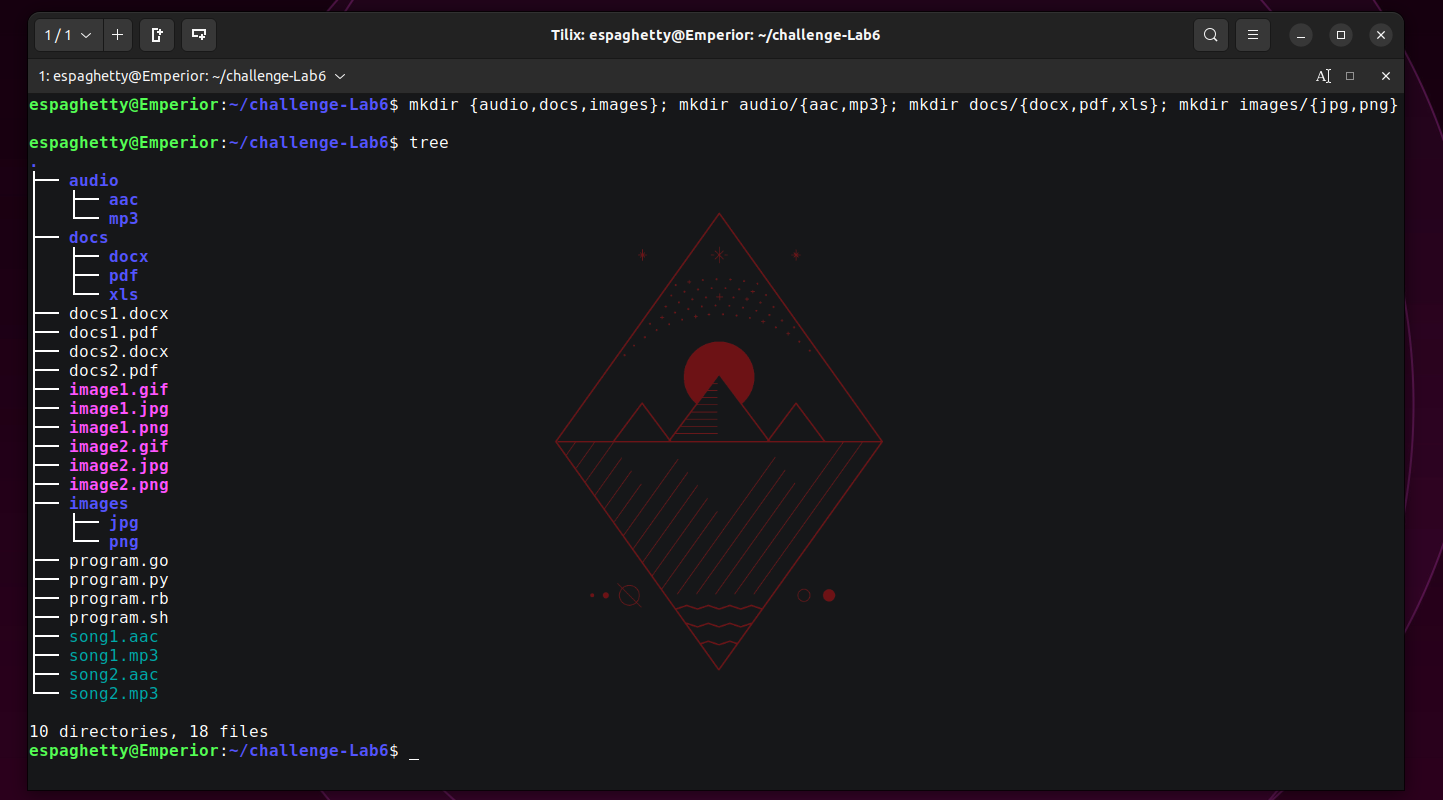 1 / 1
Tilix: espaghetty@Emperior: ~/challenge-Lab6
1: espaghetty@Emperior: ~/challenge-Lab6
espaghetty@Emperior:~/challenge-Lab6$ mkdir {audio,docs,images}; mkdir audio/{aac,mp3}; mkdir docs/{docx,pdf,xls}; mkdir images/{jpg,png}
espaghetty@Emperior:~/challenge-Lab6$ tree
.
├── audio
│   ├── aac
│   └── mp3
├── docs
│   ├── docx
│   ├── pdf
│   └── xls
├── docs1.docx
├── docs1.pdf
├── docs2.docx
├── docs2.pdf
├── image1.gif
├── image1.jpg
├── image1.png
├── image2.gif
├── image2.jpg
├── image2.png
├── images
│   ├── jpg
│   └── png
├── program.go
├── program.py
├── program.rb
├── program.sh
├── song1.aac
├── song1.mp3
├── song2.aac
└── song2.mp3
10 directories, 18 files
espaghetty@Emperior:~/challenge-Lab6$ _